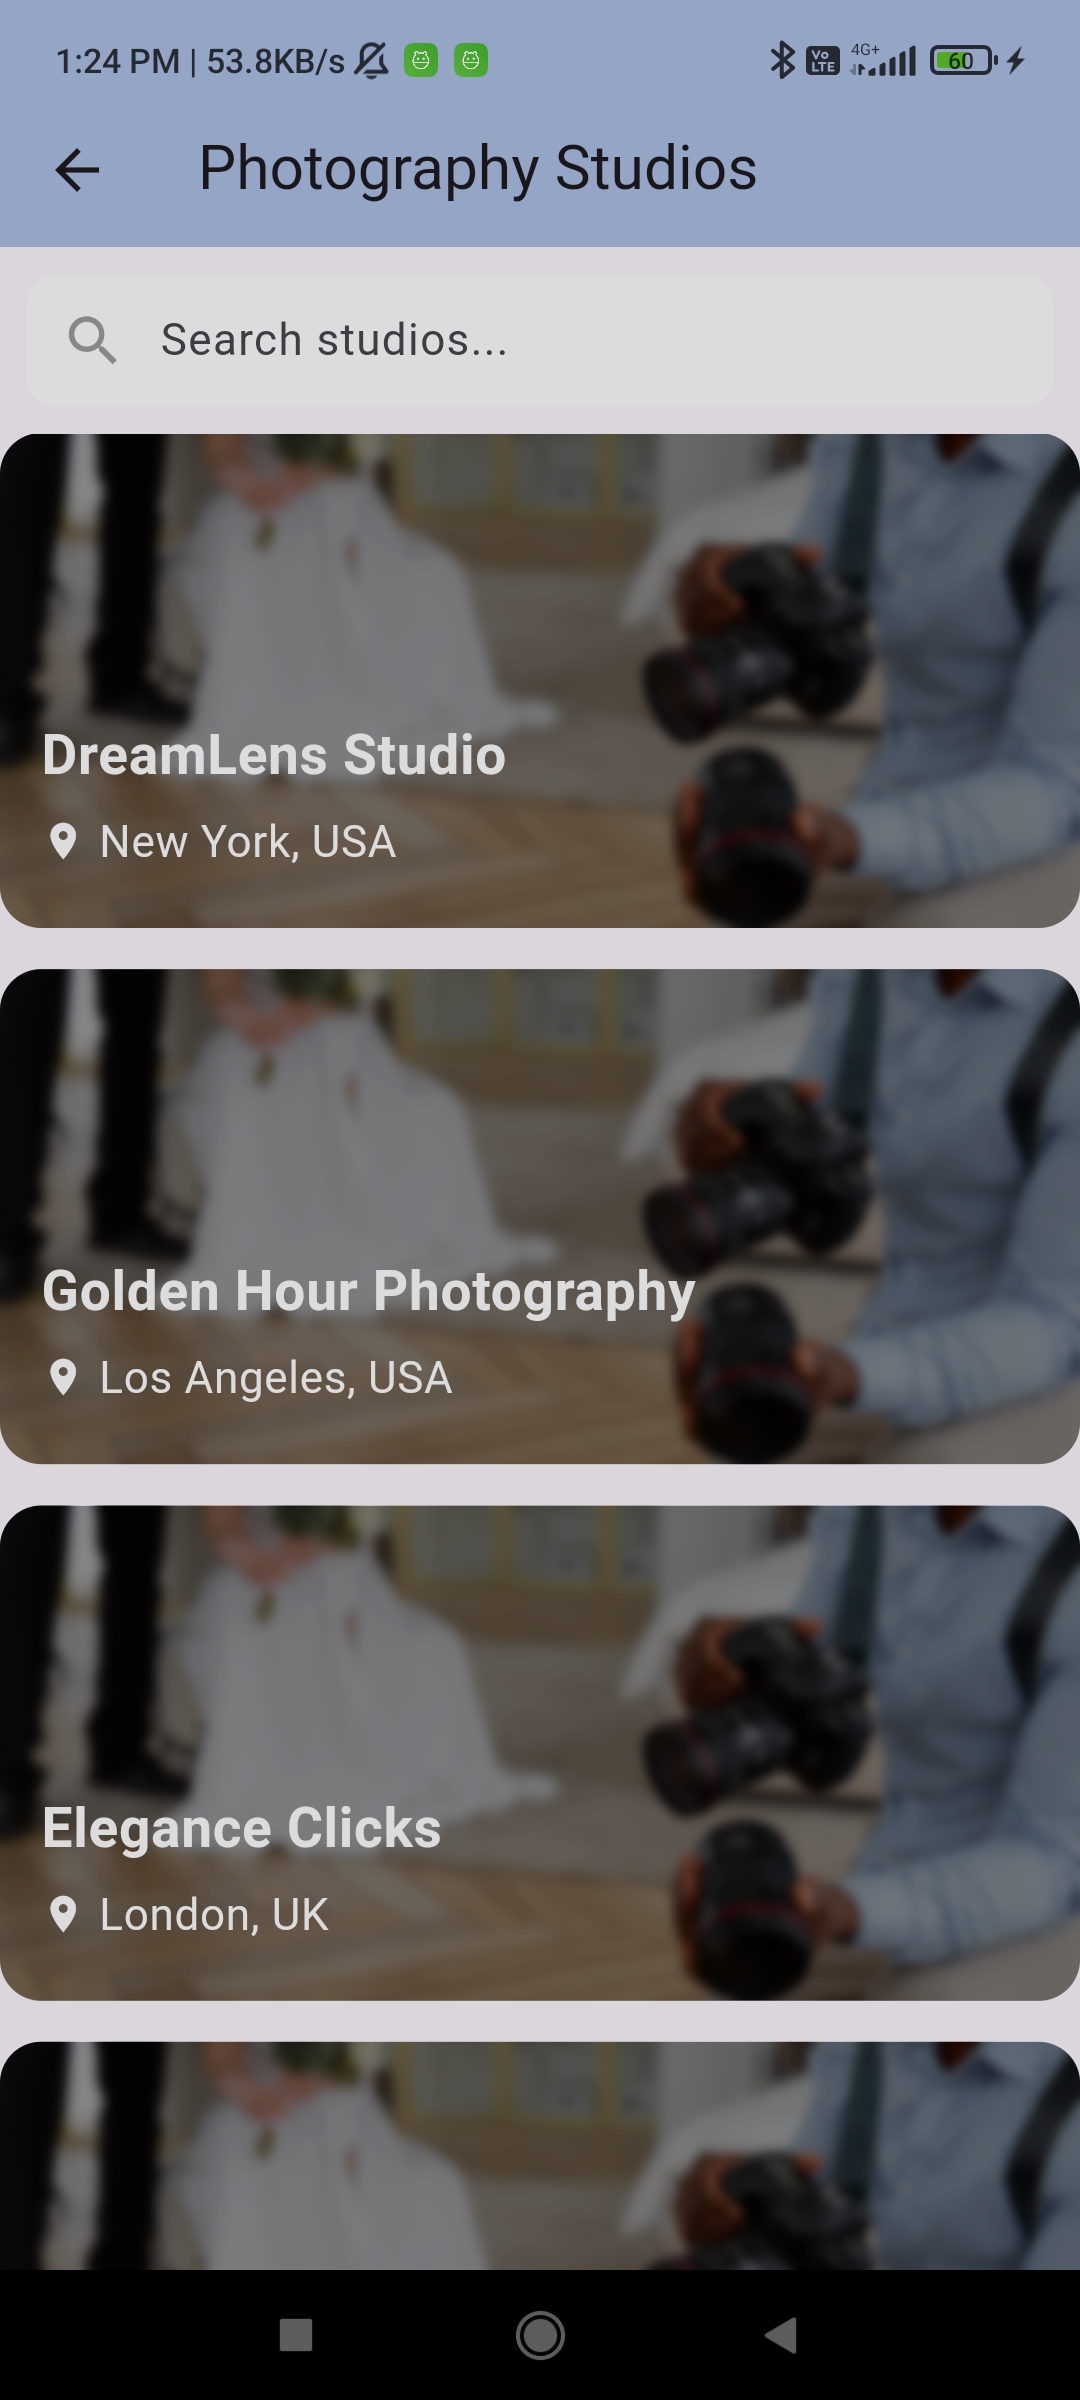 1:24 PM | 53.8KB/s Vo LTE 4G+ 60
Photography Studios
Search studios...
DreamLens Studio
New York, USA
Golden Hour Photography
Los Angeles, USA
Elegance Clicks
London, UK